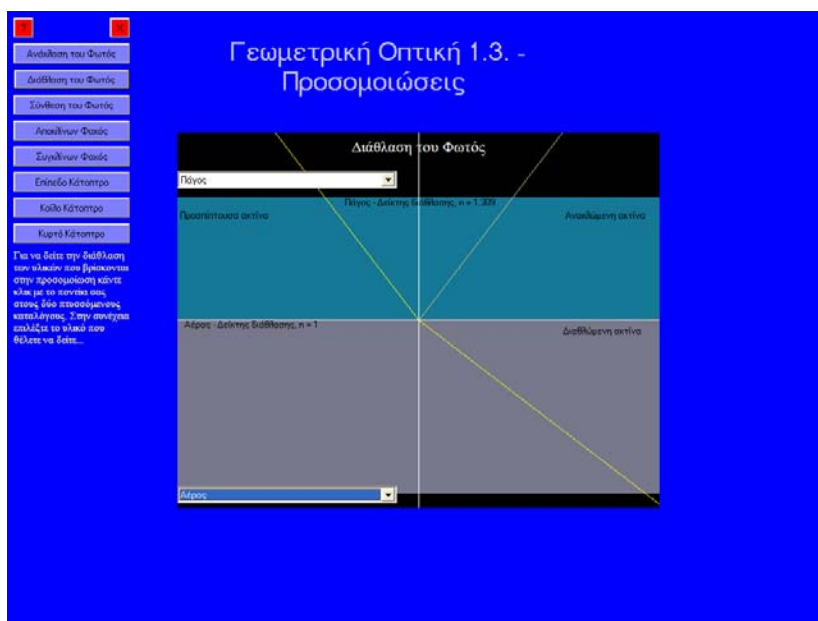 ? X
Ανάκλαση του Φωτός
Διάθλαση του Φωτός
Σύνθεση του Φωτός
Αποκλίνων Φακός
Συγκλίνων Φακός
Επίπεδο Κάτοπτρο
Κοίλο Κάτοπτρο
Κυρτό Κάτοπτρο
Για να δείτε την διάθλαση
των υλικών που βρίσκονται
στην προσομοίωση κάντε
κλικ με το ποντίκι σας
στους δύο πτυσσόμενους
καταλόγους. Στην συνέχεια
επιλέξτε το υλικό που
θέλετε να δείτε...
Γεωμετρική Οπτική 1.3. -
Προσομοιώσεις
Διάθλαση του Φωτός
Πάγος
Πάγος - Δείκτης διάθλασης, n = 1.309
Προσπίπτουσα ακτίνα
Ανακλώμενη ακτίνα
Αέρας - Δείκτης διάθλασης, n = 1
Διαθλώμενη ακτίνα
Αέρας